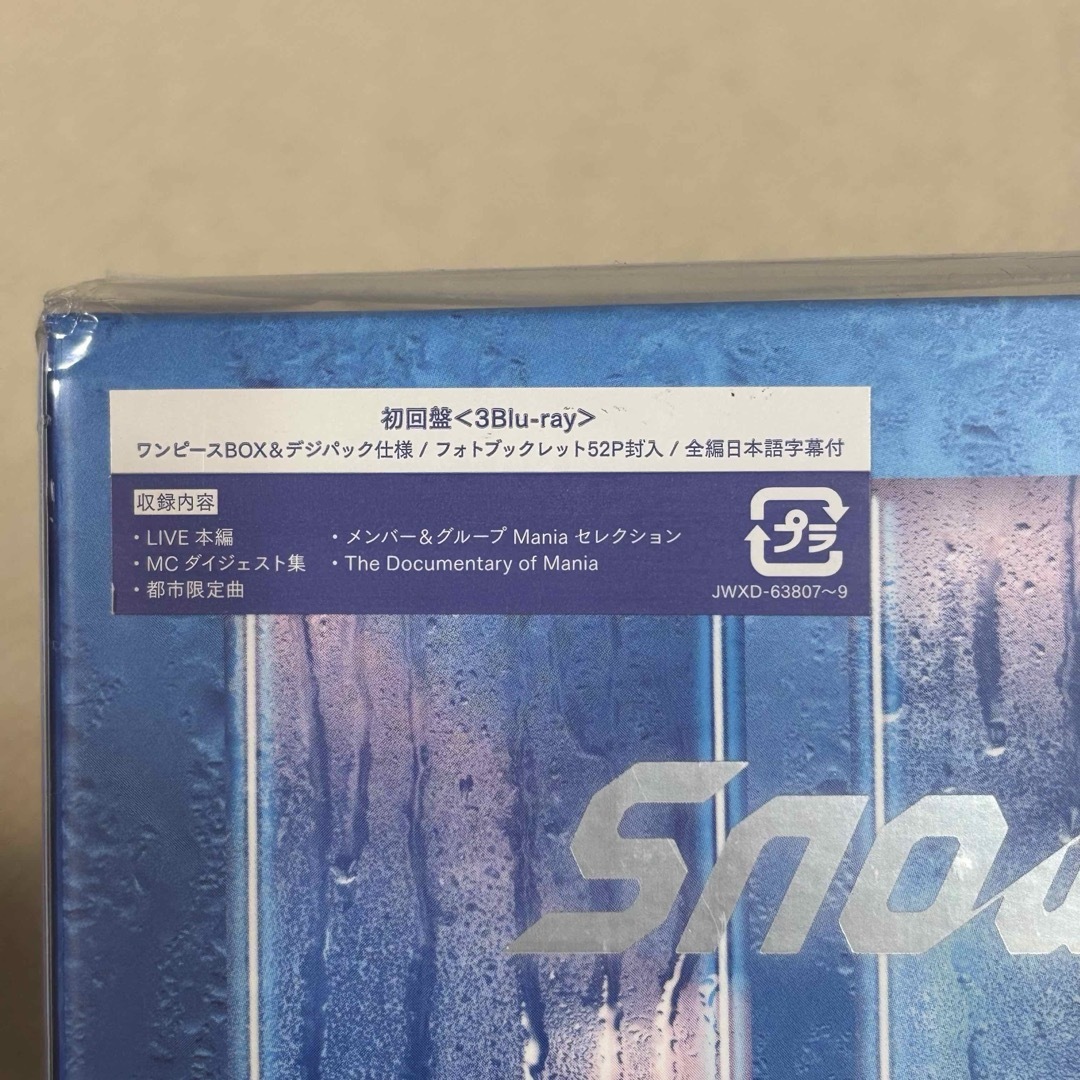 初回盤<3Blu-ray>
ワンピースBOX&デジパック仕様 / フォトブックレット52P封入 / 全編日本語字幕付
収録内容
・LIVE 本編
・MC ダイジェスト集
・都市限定曲
・メンバー&グループ Mania セレクション
・The Documentary of Mania
プラ
JWXD-63807〜9
Snow